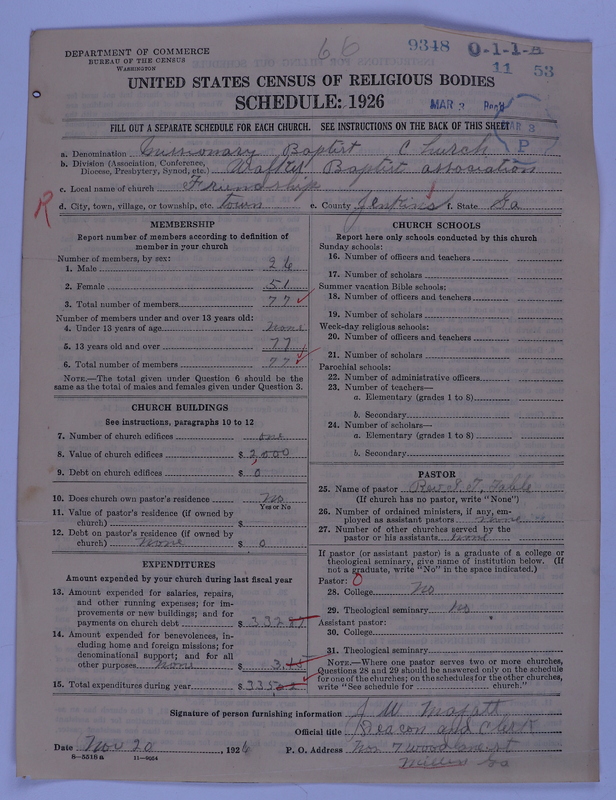 DEPARTMENT OF COMMERCE
BUREAU OF THE CENSUS
WASHINGTON
66
9348 0-1-1-A
11 53
UNITED STATES CENSUS OF RELIGIOUS BODIES
SCHEDULE: 1926
MAR 3
FILL OUT A SEPARATE SCHEDULE FOR EACH CHURCH. SEE INSTRUCTIONS ON THE BACK OF THIS SHEET
P
a. Denomination Missionary Baptist Church
b. Division (Association, Conference, Diocese, Presbytery, Synod, etc.) Baptist association
c. Local name of church Friendship
R
d. City, town, village, or township, etc. town e. County Jenkins f. State Ga
MEMBERSHIP
Report number of members according to definition of
member in your church
Number of members, by sex:
1. Male 26
2. Female 51
3. Total number of members 77
Number of members under and over 13 years old:
4. Under 13 years of age none
5. 13 years old and over 77
6. Total number of members 77
NOTE.—The total given under Question 6 should be
same as the total of males and females given under Question 3.
CHURCH BUILDINGS
See instructions, paragraphs 10 to 12
7. Number of church edifices one
8. Value of church edifices $ 2,000
9. Debt on church edifices $ 0
10. Does church own pastor's residence No
Yes or No
11. Value of pastor's residence (if owned by
church) $
12. Debt on pastor's residence (if owned by
church) none $ 0
EXPENDITURES
Amount expended by your church during last fiscal year
13. Amount expended for salaries, repairs,
and other running expenses; for im-
provements or new buildings; and for
payments on church debt $ 332
14. Amount expended for benevolences, in-
cluding home and foreign missions; for
denominational support; and for all
other purposes none $ 3
15. Total expenditures during year $ 335
CHURCH SCHOOLS
Report here only schools conducted by this church
Sunday schools:
16. Number of officers and teachers
17. Number of scholars
Summer vacation Bible schools:
18. Number of officers and teachers
19. Number of scholars
Week-day religious schools:
20. Number of officers and teachers
21. Number of scholars
Parochial schools:
22. Number of administrative officers
23. Number of teachers—
a. Elementary (grades 1 to 8)
b. Secondary
24. Number of scholars—
a. Elementary (grades 1 to 8)
b. Secondary
PASTOR
25. Name of pastor Rev.
(If church has no pastor, write "None")
26. Number of ordained ministers, if any, em-
ployed as assistant pastors none
27. Number of other churches served by the
pastor or his assistants none
If pastor (or assistant pastor) is a graduate of a college or
theological seminary, give name of institution below. (If
not a graduate, write "No" in the space indicated.)
Pastor: 0
28. College No
29. Theological seminary No
Assistant pastor:
30. College
31. Theological seminary
NOTE.—Where one pastor serves two or more churches,
Questions 28 and 29 should be answered only on the schedule
for one of the churches; on the schedules for the other churches,
write "See schedule for church."
Signature of person furnishing information J W
Official title Deacon and Clerk
Date Nov 20, 1926 P. O. Address
Millen Ga
8—5518 a 11—9054